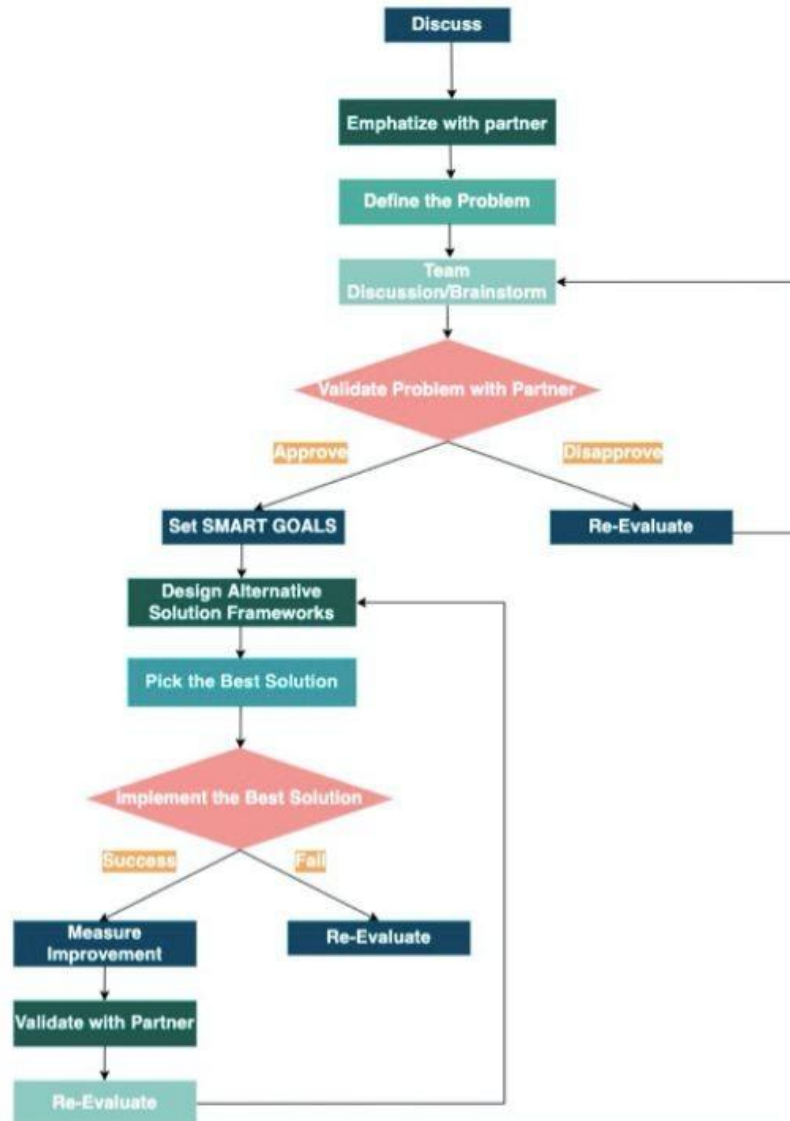 Discuss
Emphatize with partner
Define the Problem
Team
Discussion/Brainstorm
Validate Problem with Partner
Approve
Disapprove
Set SMART GOALS
Re-Evaluate
Design Alternative
Solution Frameworks
Pick the Best Solution
Implement the Best Solution
Success
Fail
Measure
Improvement
Re-Evaluate
Validate with Partner
Re-Evaluate